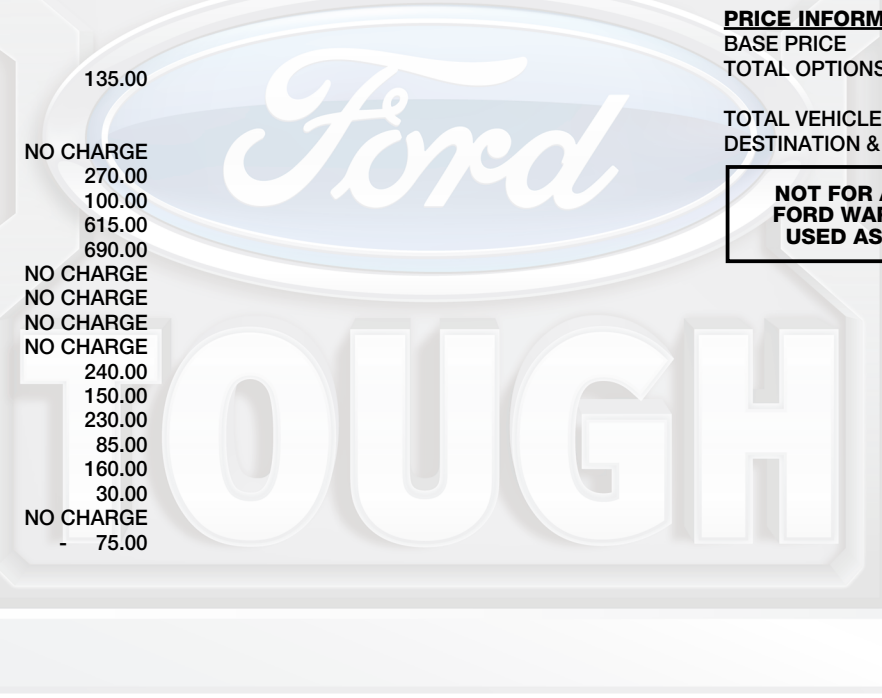 135.00
NO CHARGE
270.00
100.00
615.00
690.00
NO CHARGE
NO CHARGE
NO CHARGE
NO CHARGE
240.00
150.00
230.00
85.00
160.00
30.00
NO CHARGE
- 75.00
Ford
TOUGH
PRICE INFORM
BASE PRICE
TOTAL OPTIONS
TOTAL VEHICLE
DESTINATION &
NOT FOR
FORD WAR
USED AS